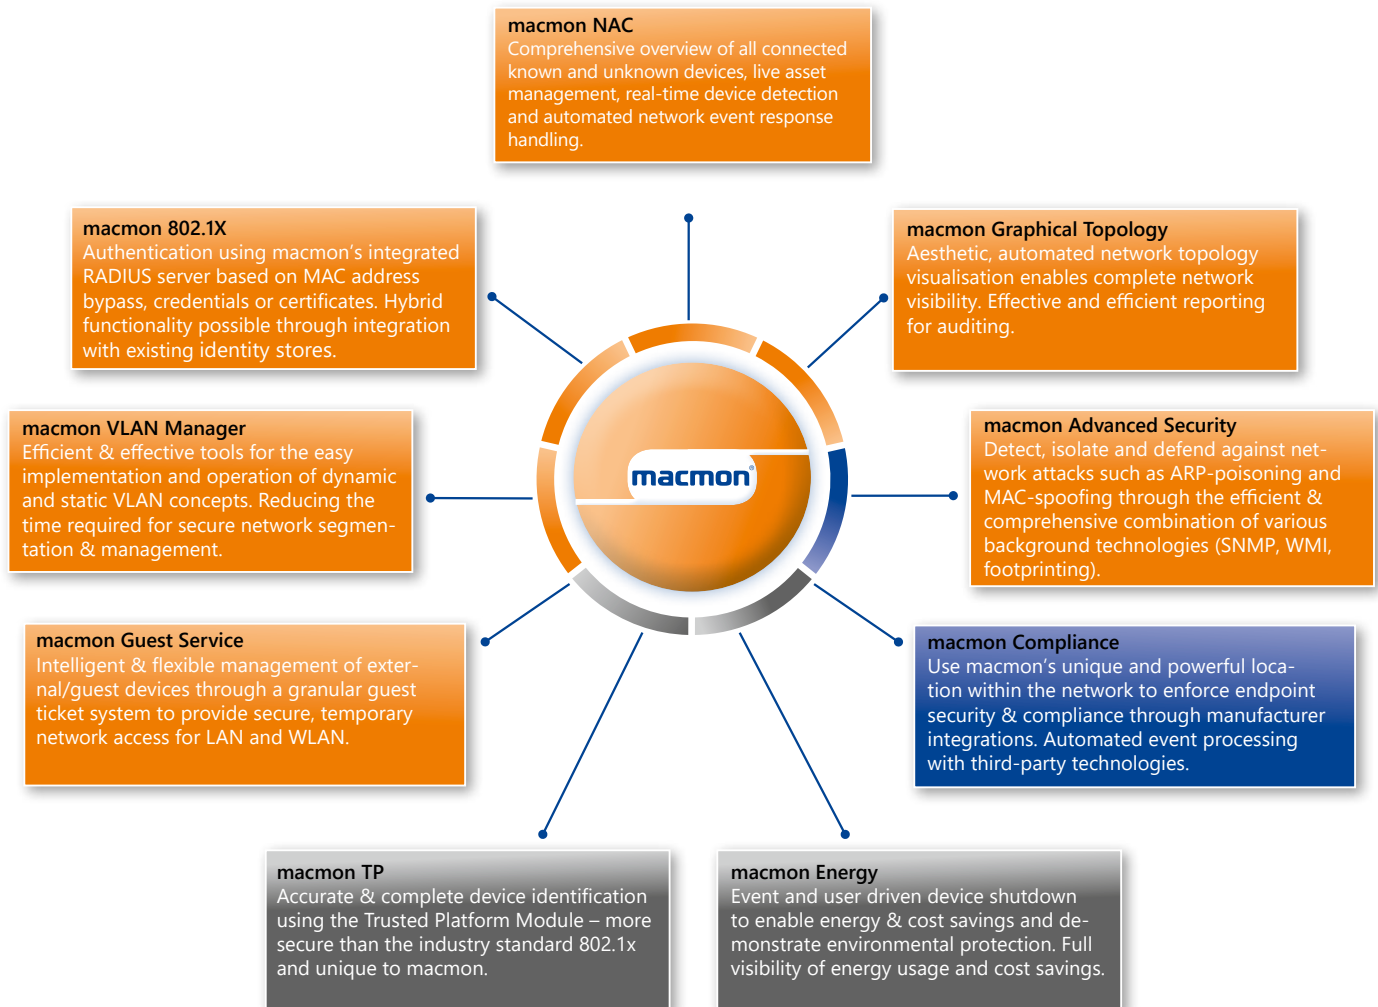 macmon NAC
Comprehensive overview of all connected
known and unknown devices, live asset
management, real-time device detection
and automated network event response
handling.
macmon 802.1X
Authentication using macmon's integrated
RADIUS server based on MAC address
bypass, credentials or certificates. Hybrid
functionality possible through integration
with existing identity stores.
macmon Graphical Topology
Aesthetic, automated network topology
visualisation enables complete network
visibility. Effective and efficient reporting
for auditing.
macmon VLAN Manager
Efficient & effective tools for the easy
implementation and operation of dynamic
and static VLAN concepts. Reducing the
time required for secure network segmen-
tation & management.
macmon®
macmon Advanced Security
Detect, isolate and defend against net-
work attacks such as ARP-poisoning and
MAC-spoofing through the efficient &
comprehensive combination of various
background technologies (SNMP, WMI,
footprinting).
macmon Guest Service
Intelligent & flexible management of exter-
nal/guest devices through a granular guest
ticket system to provide secure, temporary
network access for LAN and WLAN.
macmon Compliance
Use macmon's unique and powerful loca-
tion within the network to enforce endpoint
security & compliance through manufacturer
integrations. Automated event processing
with third-party technologies.
macmon TP
Accurate & complete device identification
using the Trusted Platform Module – more
secure than the industry standard 802.1x
and unique to macmon.
macmon Energy
Event and user driven device shutdown
to enable energy & cost savings and de-
monstrate environmental protection. Full
visibility of energy usage and cost savings.